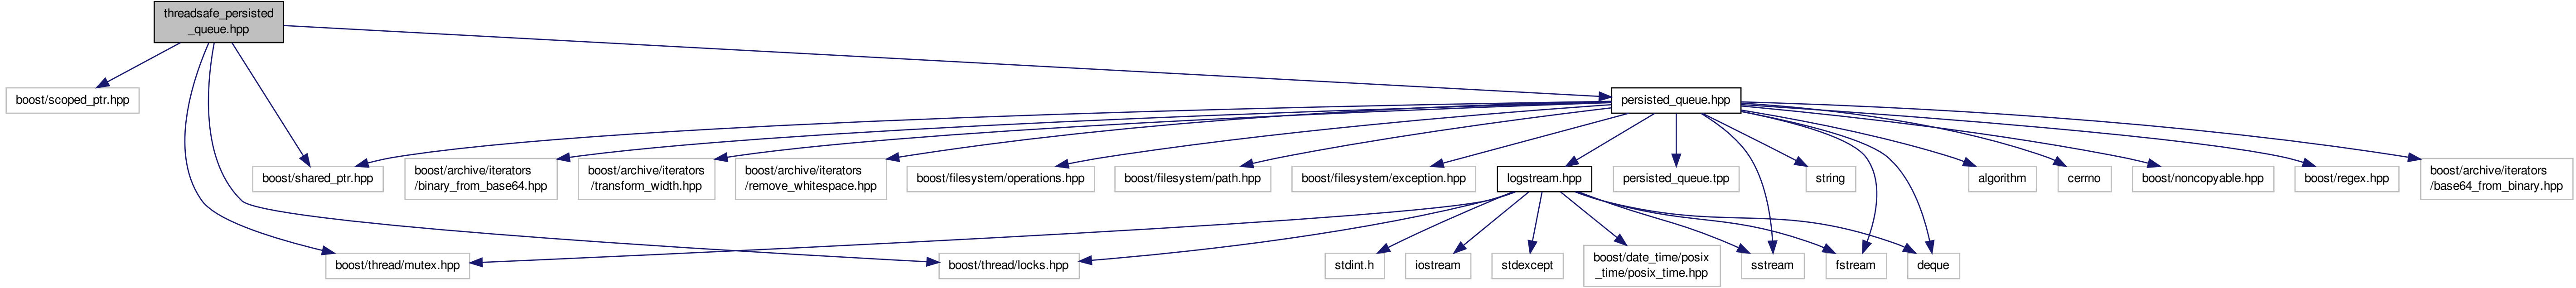 threadsafe_persisted
_queue.hpp
boost/scoped_ptr.hpp
persisted_queue.hpp
boost/shared_ptr.hpp
boost/archive/iterators
/binary_from_base64.hpp
boost/archive/iterators
/transform_width.hpp
boost/archive/iterators
/remove_whitespace.hpp
boost/filesystem/operations.hpp
boost/filesystem/path.hpp
boost/filesystem/exception.hpp
logstream.hpp
persisted_queue.tpp
string
algorithm
cerrno
boost/noncopyable.hpp
boost/regex.hpp
boost/archive/iterators
/base64_from_binary.hpp
boost/thread/mutex.hpp
boost/thread/locks.hpp
stdint.h
iostream
stdexcept
boost/date_time/posix
_time/posix_time.hpp
sstream
fstream
deque